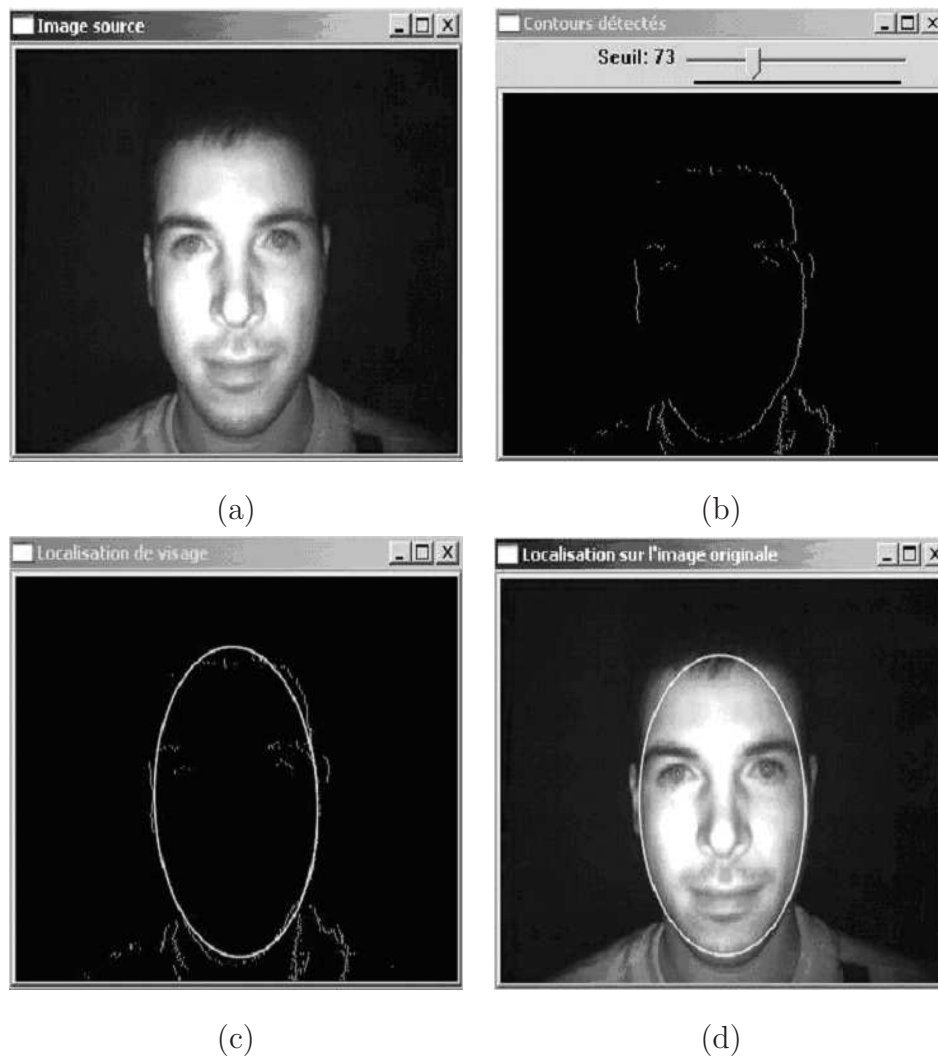 Image source
Contours détectés
Seuil: 73
(a)
(b)
Localisation de visage
Localisation sur l'image originale
(c)
(d)